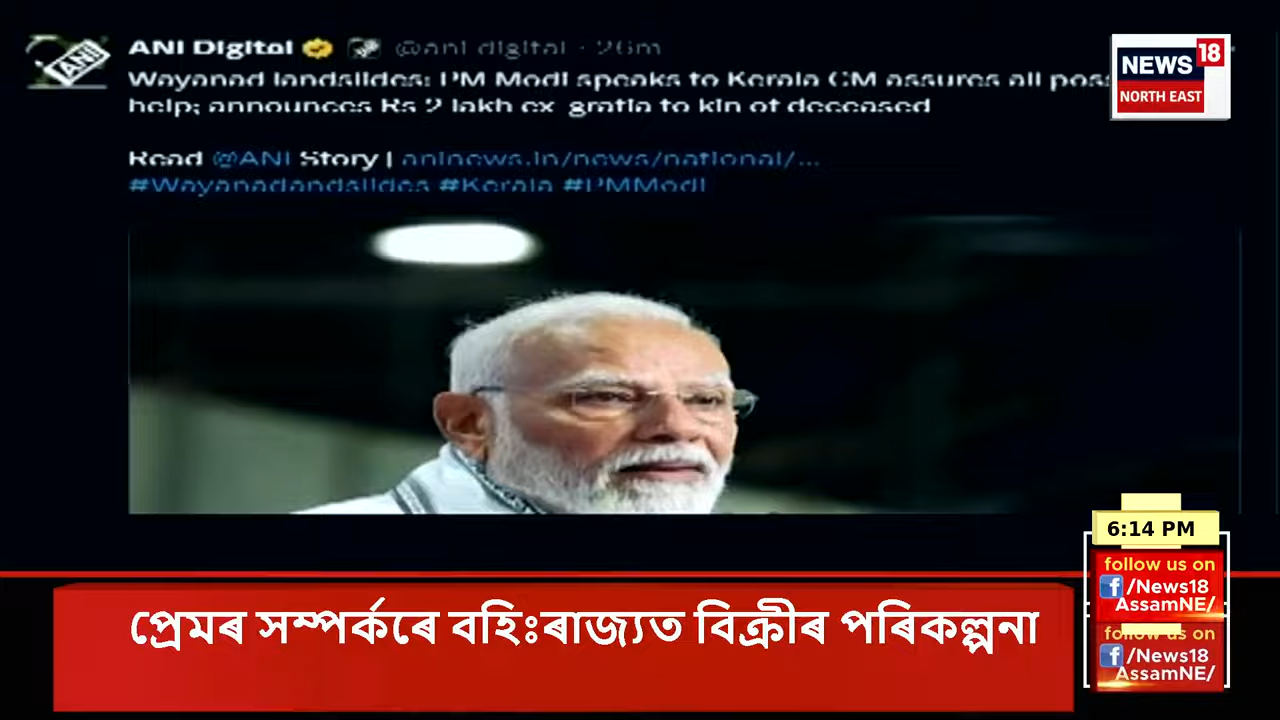 ANI Digital @ani_digital · 26m
Wayanad landslides: PM Modi speaks to Kerala CM assures all
help; announces Rs 2 lakh ex-gratia to kin of deceased
Read @ANI Story | aninews.in/news/national/...
#Wayanadandslides #Kerala #PMModi
ANI
NEWS 18
NORTH EAST
6:14 PM
follow us on
/News18
AssamNE/
follow us on
/News18
AssamNE/
প্ৰেমৰ সম্পৰ্কৰে বহিঃৰাজ্যত বিক্ৰীৰ পৰিকল্পনা